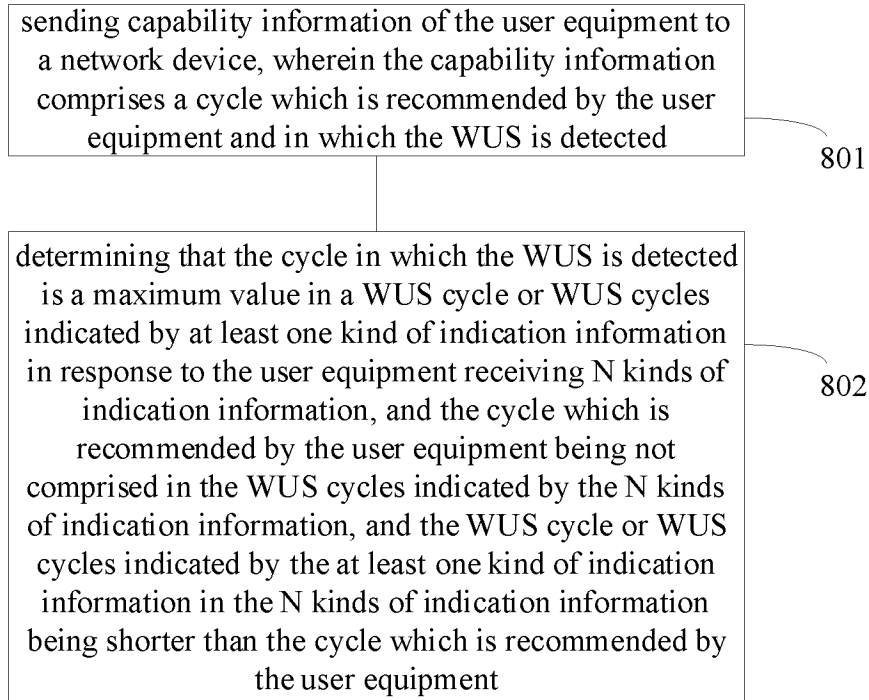 sending capability information of the user equipment to
a network device, wherein the capability information
comprises a cycle which is recommended by the user
equipment and in which the WUS is detected
801
determining that the cycle in which the WUS is detected
is a maximum value in a WUS cycle or WUS cycles
indicated by at least one kind of indication information
in response to the user equipment receiving N kinds of
indication information, and the cycle which is
recommended by the user equipment being not
comprised in the WUS cycles indicated by the N kinds
of indication information, and the WUS cycle or WUS
cycles indicated by the at least one kind of indication
information in the N kinds of indication information
being shorter than the cycle which is recommended by
the user equipment
802